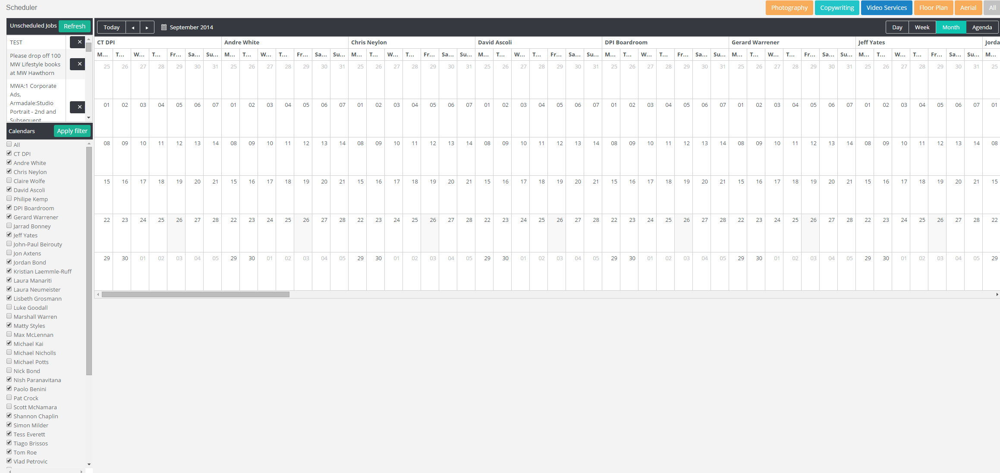 Scheduler
Photography Copywriting Video Services Floor Plan Aerial All
Unscheduled Jobs Refresh
TEST
Please drop off 100
MW Lifestyle books
at MW Hawthorn
MWA:1 Corporate
Ads,
Armadale:Studio
Portrait - 2nd and
Subsequent
Calendars Apply filter
All
CT DPI
Andre White
Chris Neylon
Claire Wolfe
David Ascoli
Philipe Kemp
DPI Boardroom
Gerard Warrener
Jarrad Bonney
Jeff Yates
John-Paul Beirouty
Jon Axtens
Jordan Bond
Kristian Laemmle-Ruff
Laura Manariti
Laura Neumeister
Lisbeth Grosmann
Luke Goodall
Marshall Warren
Matty Styles
Max McLennan
Michael Kai
Michael Nicholls
Michael Potts
Nick Bond
Nish Paranavitana
Paolo Benini
Pat Crock
Scott McNamara
Shannon Chaplin
Simon Milder
Tess Everett
Tiago Brissos
Tom Roe
Vlad Petrovic
Today September 2014 Day Week Month Agenda
CT DPI Andre White Chris Neylon David Ascoli DPI Boardroom Gerard Warrener Jeff Yates Jorda
M... T... W... T... Fr... Sa... Su... M... T... W... T... Fr... Sa... Su... M... T... W... T... Fr... Sa... Su... M... T... W... T... Fr... Sa... Su... M... T... W... T... Fr... Sa... Su... M... T... W... T... Fr... Sa... Su... M... T... W... T... Fr... Sa... Su... M...
25 26 27 28 29 30 31 25 26 27 28 29 30 31 25 26 27 28 29 30 31 25 26 27 28 29 30 31 25 26 27 28 29 30 31 25 26 27 28 29 30 31 25 26 27 28 29 30 31 25
01 02 03 04 05 06 07 01 02 03 04 05 06 07 01 02 03 04 05 06 07 01 02 03 04 05 06 07 01 02 03 04 05 06 07 01 02 03 04 05 06 07 01 02 03 04 05 06 07 01
08 09 10 11 12 13 14 08 09 10 11 12 13 14 08 09 10 11 12 13 14 08 09 10 11 12 13 14 08 09 10 11 12 13 14 08 09 10 11 12 13 14 08 09 10 11 12 13 14 08
15 16 17 18 19 20 21 15 16 17 18 19 20 21 15 16 17 18 19 20 21 15 16 17 18 19 20 21 15 16 17 18 19 20 21 15 16 17 18 19 20 21 15 16 17 18 19 20 21 15
22 23 24 25 26 27 28 22 23 24 25 26 27 28 22 23 24 25 26 27 28 22 23 24 25 26 27 28 22 23 24 25 26 27 28 22 23 24 25 26 27 28 22 23 24 25 26 27 28 22
29 30 01 02 03 04 05 29 30 01 02 03 04 05 29 30 01 02 03 04 05 29 30 01 02 03 04 05 29 30 01 02 03 04 05 29 30 01 02 03 04 05 29 30 01 02 03 04 05 29